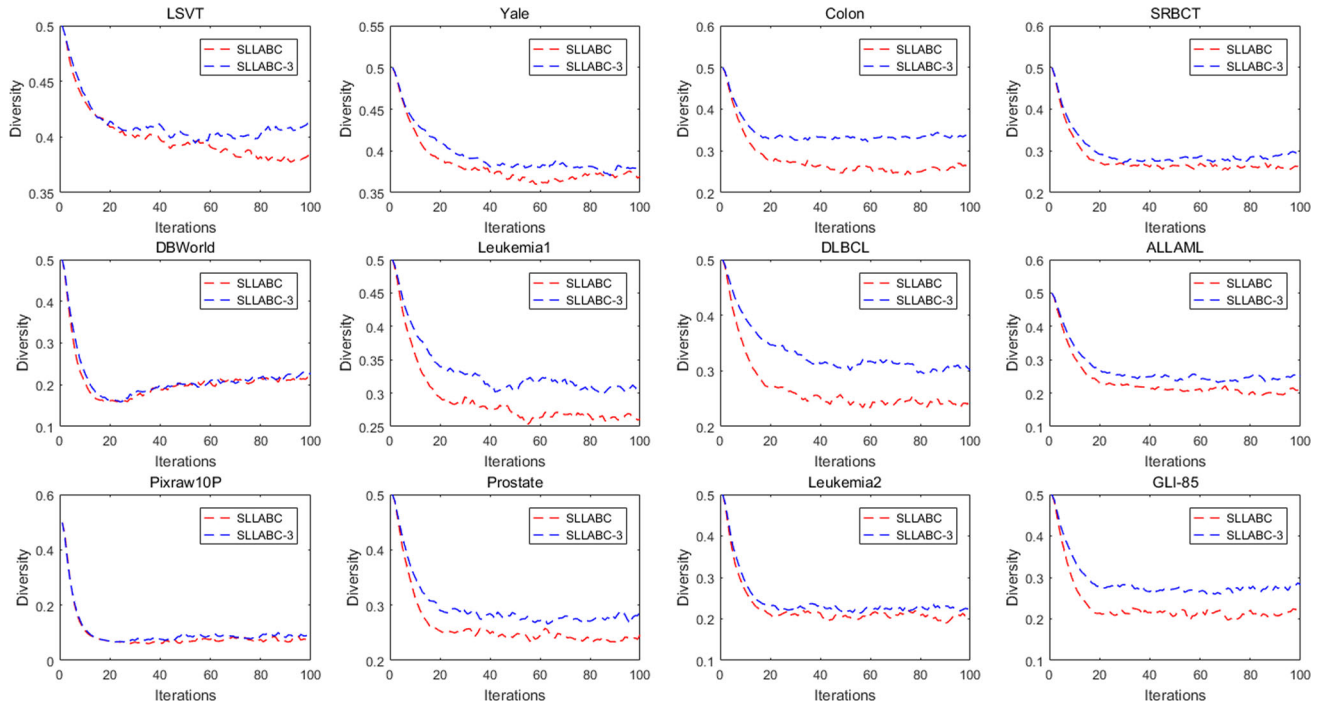 LSVT
0.5
0.45
0.4
0.35
Diversity
SLLABC
SLLABC-3
0 20 40 60 80 100
Iterations
Yale
0.55
0.5
0.45
0.4
0.35
Diversity
SLLABC
SLLABC-3
0 20 40 60 80 100
Iterations
Colon
0.6
0.5
0.4
0.3
0.2
Diversity
SLLABC
SLLABC-3
0 20 40 60 80 100
Iterations
SRBCT
0.6
0.5
0.4
0.3
0.2
Diversity
SLLABC
SLLABC-3
0 20 40 60 80 100
Iterations
DBWorld
0.5
0.4
0.3
0.2
0.1
Diversity
SLLABC
SLLABC-3
0 20 40 60 80 100
Iterations
Leukemia1
0.5
0.45
0.4
0.35
0.3
0.25
Diversity
SLLABC
SLLABC-3
0 20 40 60 80 100
Iterations
DLBCL
0.5
0.4
0.3
0.2
Diversity
SLLABC
SLLABC-3
0 20 40 60 80 100
Iterations
ALLAML
0.6
0.5
0.4
0.3
0.2
0.1
Diversity
SLLABC
SLLABC-3
0 20 40 60 80 100
Iterations
Pixraw10P
0.6
0.4
0.2
0
Diversity
SLLABC
SLLABC-3
0 20 40 60 80 100
Iterations
Prostate
0.5
0.4
0.3
0.2
Diversity
SLLABC
SLLABC-3
0 20 40 60 80 100
Iterations
Leukemia2
0.5
0.4
0.3
0.2
0.1
Diversity
SLLABC
SLLABC-3
0 20 40 60 80 100
Iterations
GLI-85
0.5
0.4
0.3
0.2
0.1
Diversity
SLLABC
SLLABC-3
0 20 40 60 80 100
Iterations